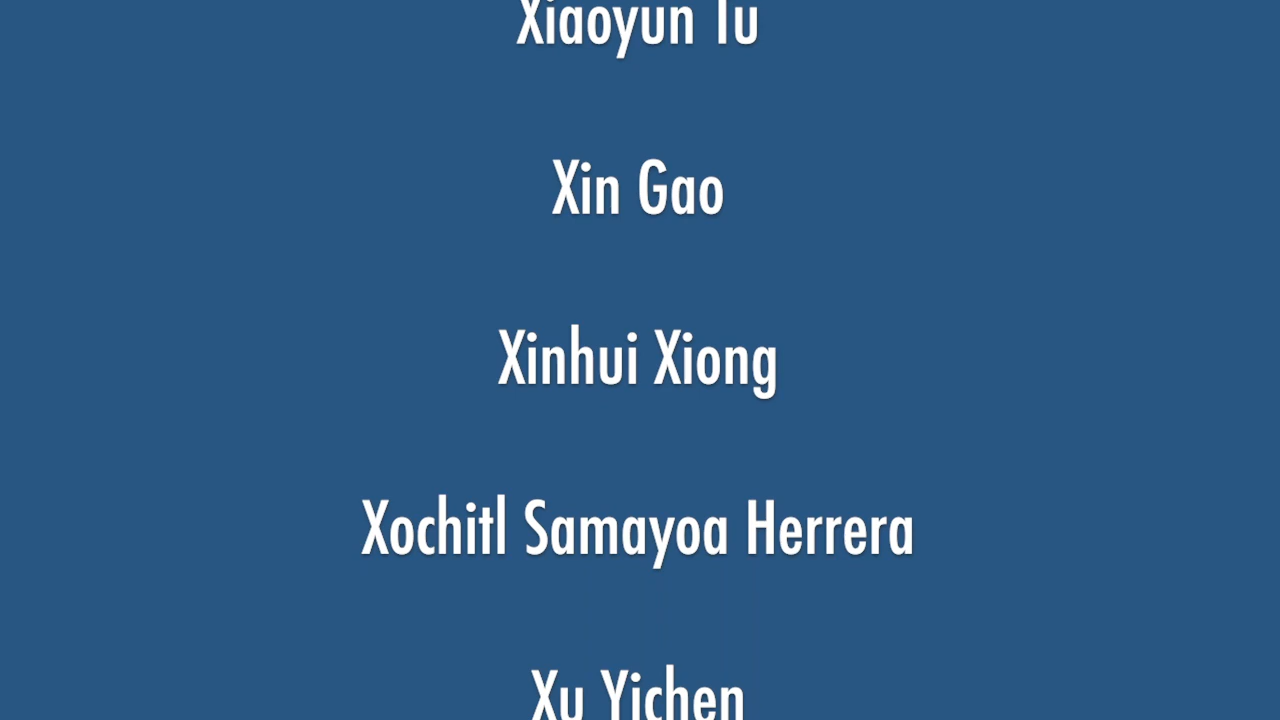 Xiaoyun Tu
Xin Gao
Xinhui Xiong
Xochitl Samayoa Herrera
Xu Yichen